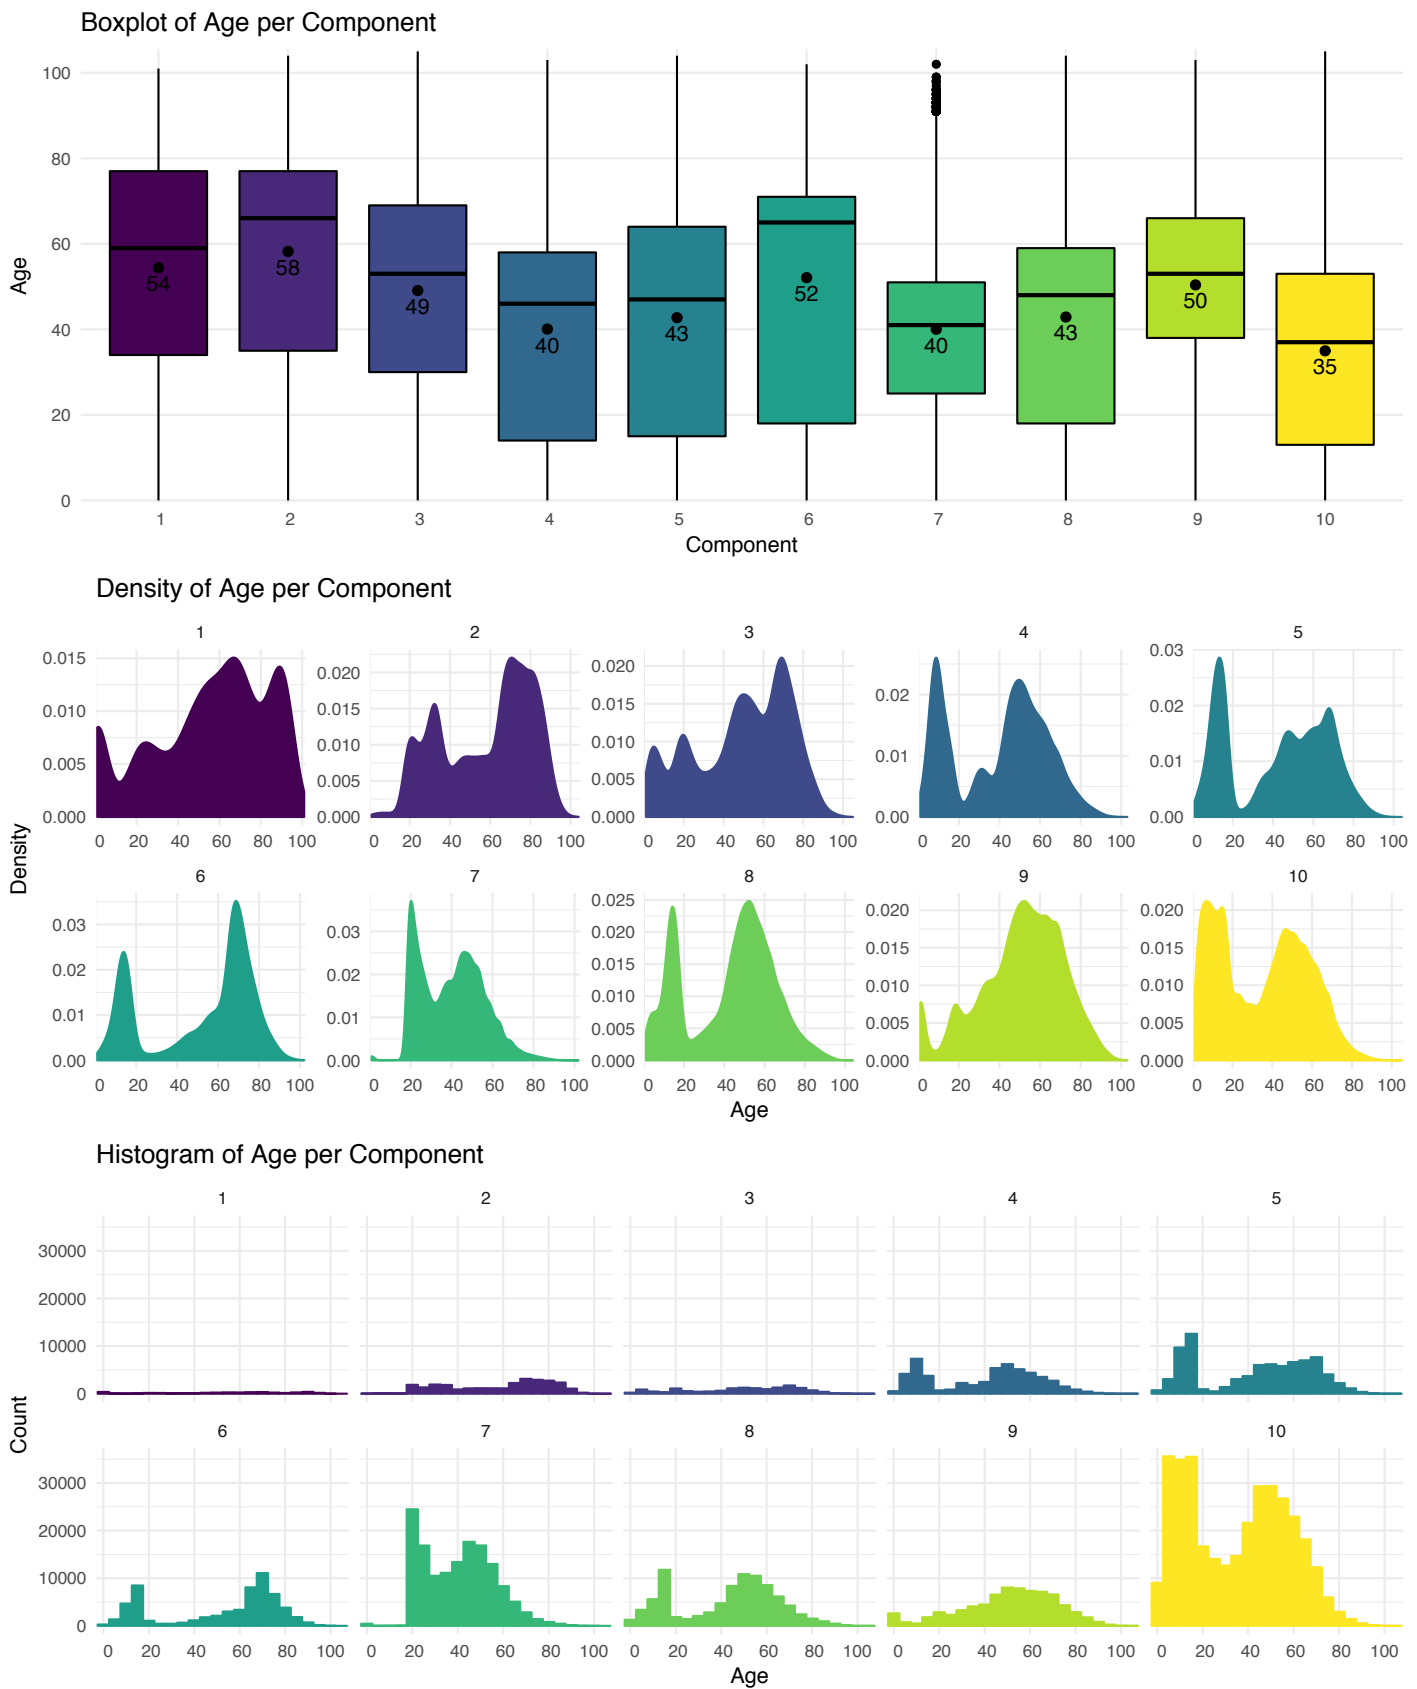 Boxplot of Age per Component
100
80
60
40
20
0
Age
54
58
49
40
43
52
40
43
50
35
1 2 3 4 5 6 7 8 9 10
Component
Density of Age per Component
Density
1 2 3 4 5
0.015
0.010
0.005
0.000
0.020
0.015
0.010
0.005
0.000
0.020
0.015
0.010
0.005
0.000
0.02
0.01
0.00
0.03
0.02
0.01
0.00
0 20 40 60 80 100
0 20 40 60 80 100
0 20 40 60 80 100
0 20 40 60 80 100
0 20 40 60 80 100
6 7 8 9 10
0.03
0.02
0.01
0.00
0.03
0.02
0.01
0.00
0.025
0.020
0.015
0.010
0.005
0.000
0.020
0.015
0.010
0.005
0.000
0.020
0.015
0.010
0.005
0.000
0 20 40 60 80 100
0 20 40 60 80 100
0 20 40 60 80 100
0 20 40 60 80 100
0 20 40 60 80 100
Age
Histogram of Age per Component
Count
1 2 3 4 5
30000
20000
10000
0
6 7 8 9 10
30000
20000
10000
0
0 20 40 60 80 100
0 20 40 60 80 100
0 20 40 60 80 100
0 20 40 60 80 100
0 20 40 60 80 100
Age